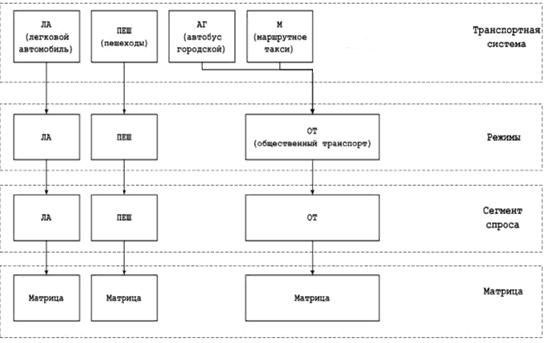 ЛА
(легковой
автомобиль)
ПЕШ
(пешеходы)
АГ
(автобус
городской)
М
(маршрутное
такси)
Транспортная
система
ЛА
ПЕШ
ОТ
(общественный транспорт)
Режимы
ЛА
ПЕШ
ОТ
Сегмент
спроса
Матрица
Матрица
Матрица
Матрица